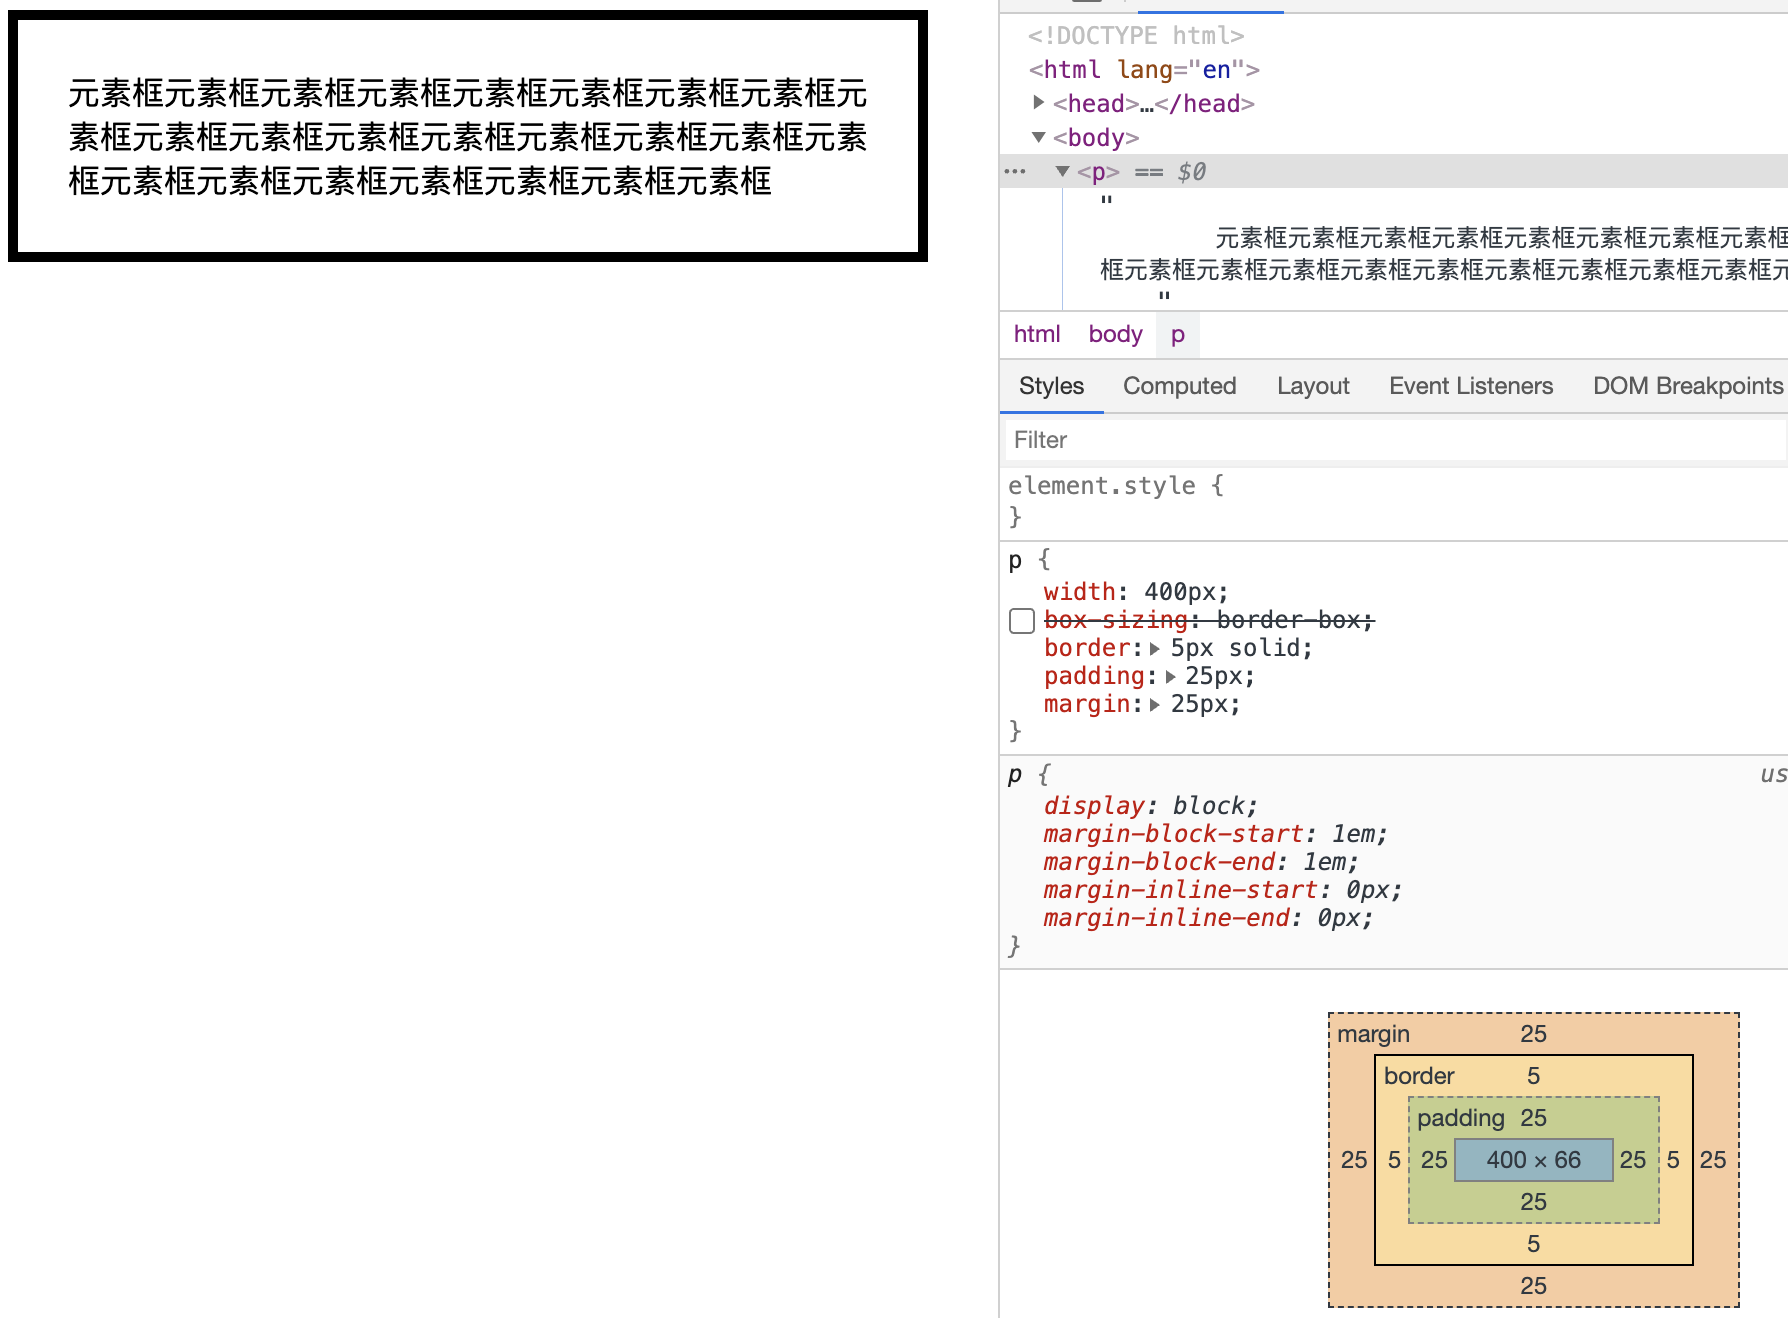 元素框元素框元素框元素框元素框元素框元素框元素框元
素框元素框元素框元素框元素框元素框元素框元素框元素
框元素框元素框元素框元素框元素框元素框元素框
<!DOCTYPE html>
<html lang="en">
<head>…</head>
<body>
<p> == $0
"
元素框元素框元素框元素框元素框元素框元素框元素框
框元素框元素框元素框元素框元素框元素框元素框元素框元素框元
"
html body p
Styles Computed Layout Event Listeners DOM Breakpoints
Filter
element.style {
}
p {
width: 400px;
box-sizing: border-box;
border: 5px solid;
padding: 25px;
margin: 25px;
}
p { us
display: block;
margin-block-start: 1em;
margin-block-end: 1em;
margin-inline-start: 0px;
margin-inline-end: 0px;
}
margin 25
border 5
padding 25
25 5 25 400 × 66 25 5 25
25
5
25